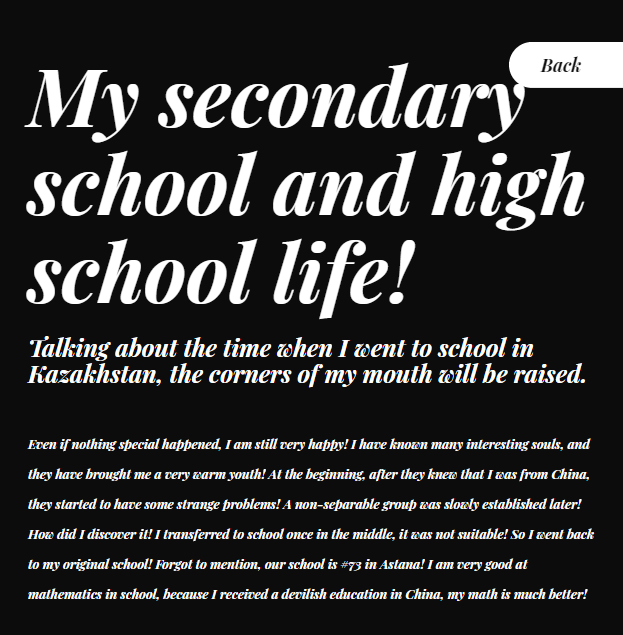 Back
My secondary
school and high
school life!
Talking about the time when I went to school in
Kazakhstan, the corners of my mouth will be raised.
Even if nothing special happened, I am still very happy! I have known many interesting souls, and
they have brought me a very warm youth! At the beginning, after they knew that I was from China,
they started to have some strange problems! A non-separable group was slowly established later!
How did I discover it! I transferred to school once in the middle, it was not suitable! So I went back
to my original school! Forgot to mention, our school is #73 in Astana! I am very good at
mathematics in school, because I received a devilish education in China, my math is much better!